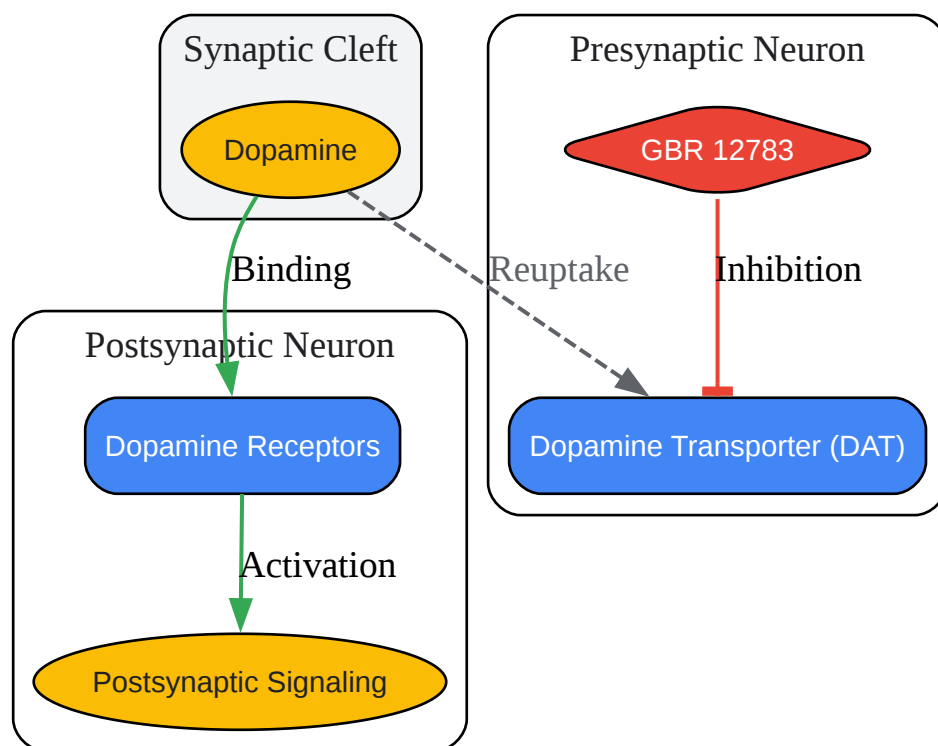 Synaptic Cleft
Presynaptic Neuron
Dopamine
GBR 12783
Binding
Reuptake
Inhibition
Postsynaptic Neuron
Dopamine Receptors
Dopamine Transporter (DAT)
Activation
Postsynaptic Signaling